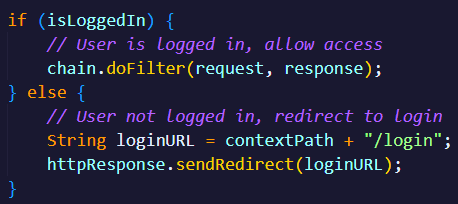 if (isLoggedIn) {
    // User is logged in, allow access
    chain.doFilter(request, response);
} else {
    // User not logged in, redirect to login
    String loginURL = contextPath + "/login";
    httpResponse.sendRedirect(loginURL);
}